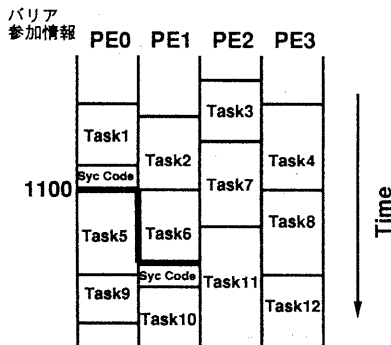 バリア
参加情報
PE0 PE1 PE2 PE3
Task1
Syc Code
Task5
Task9
Task2
Task6
Syc Code
Task10
Task3
Task7
Task11
Task4
Task8
Task12
1100
Time